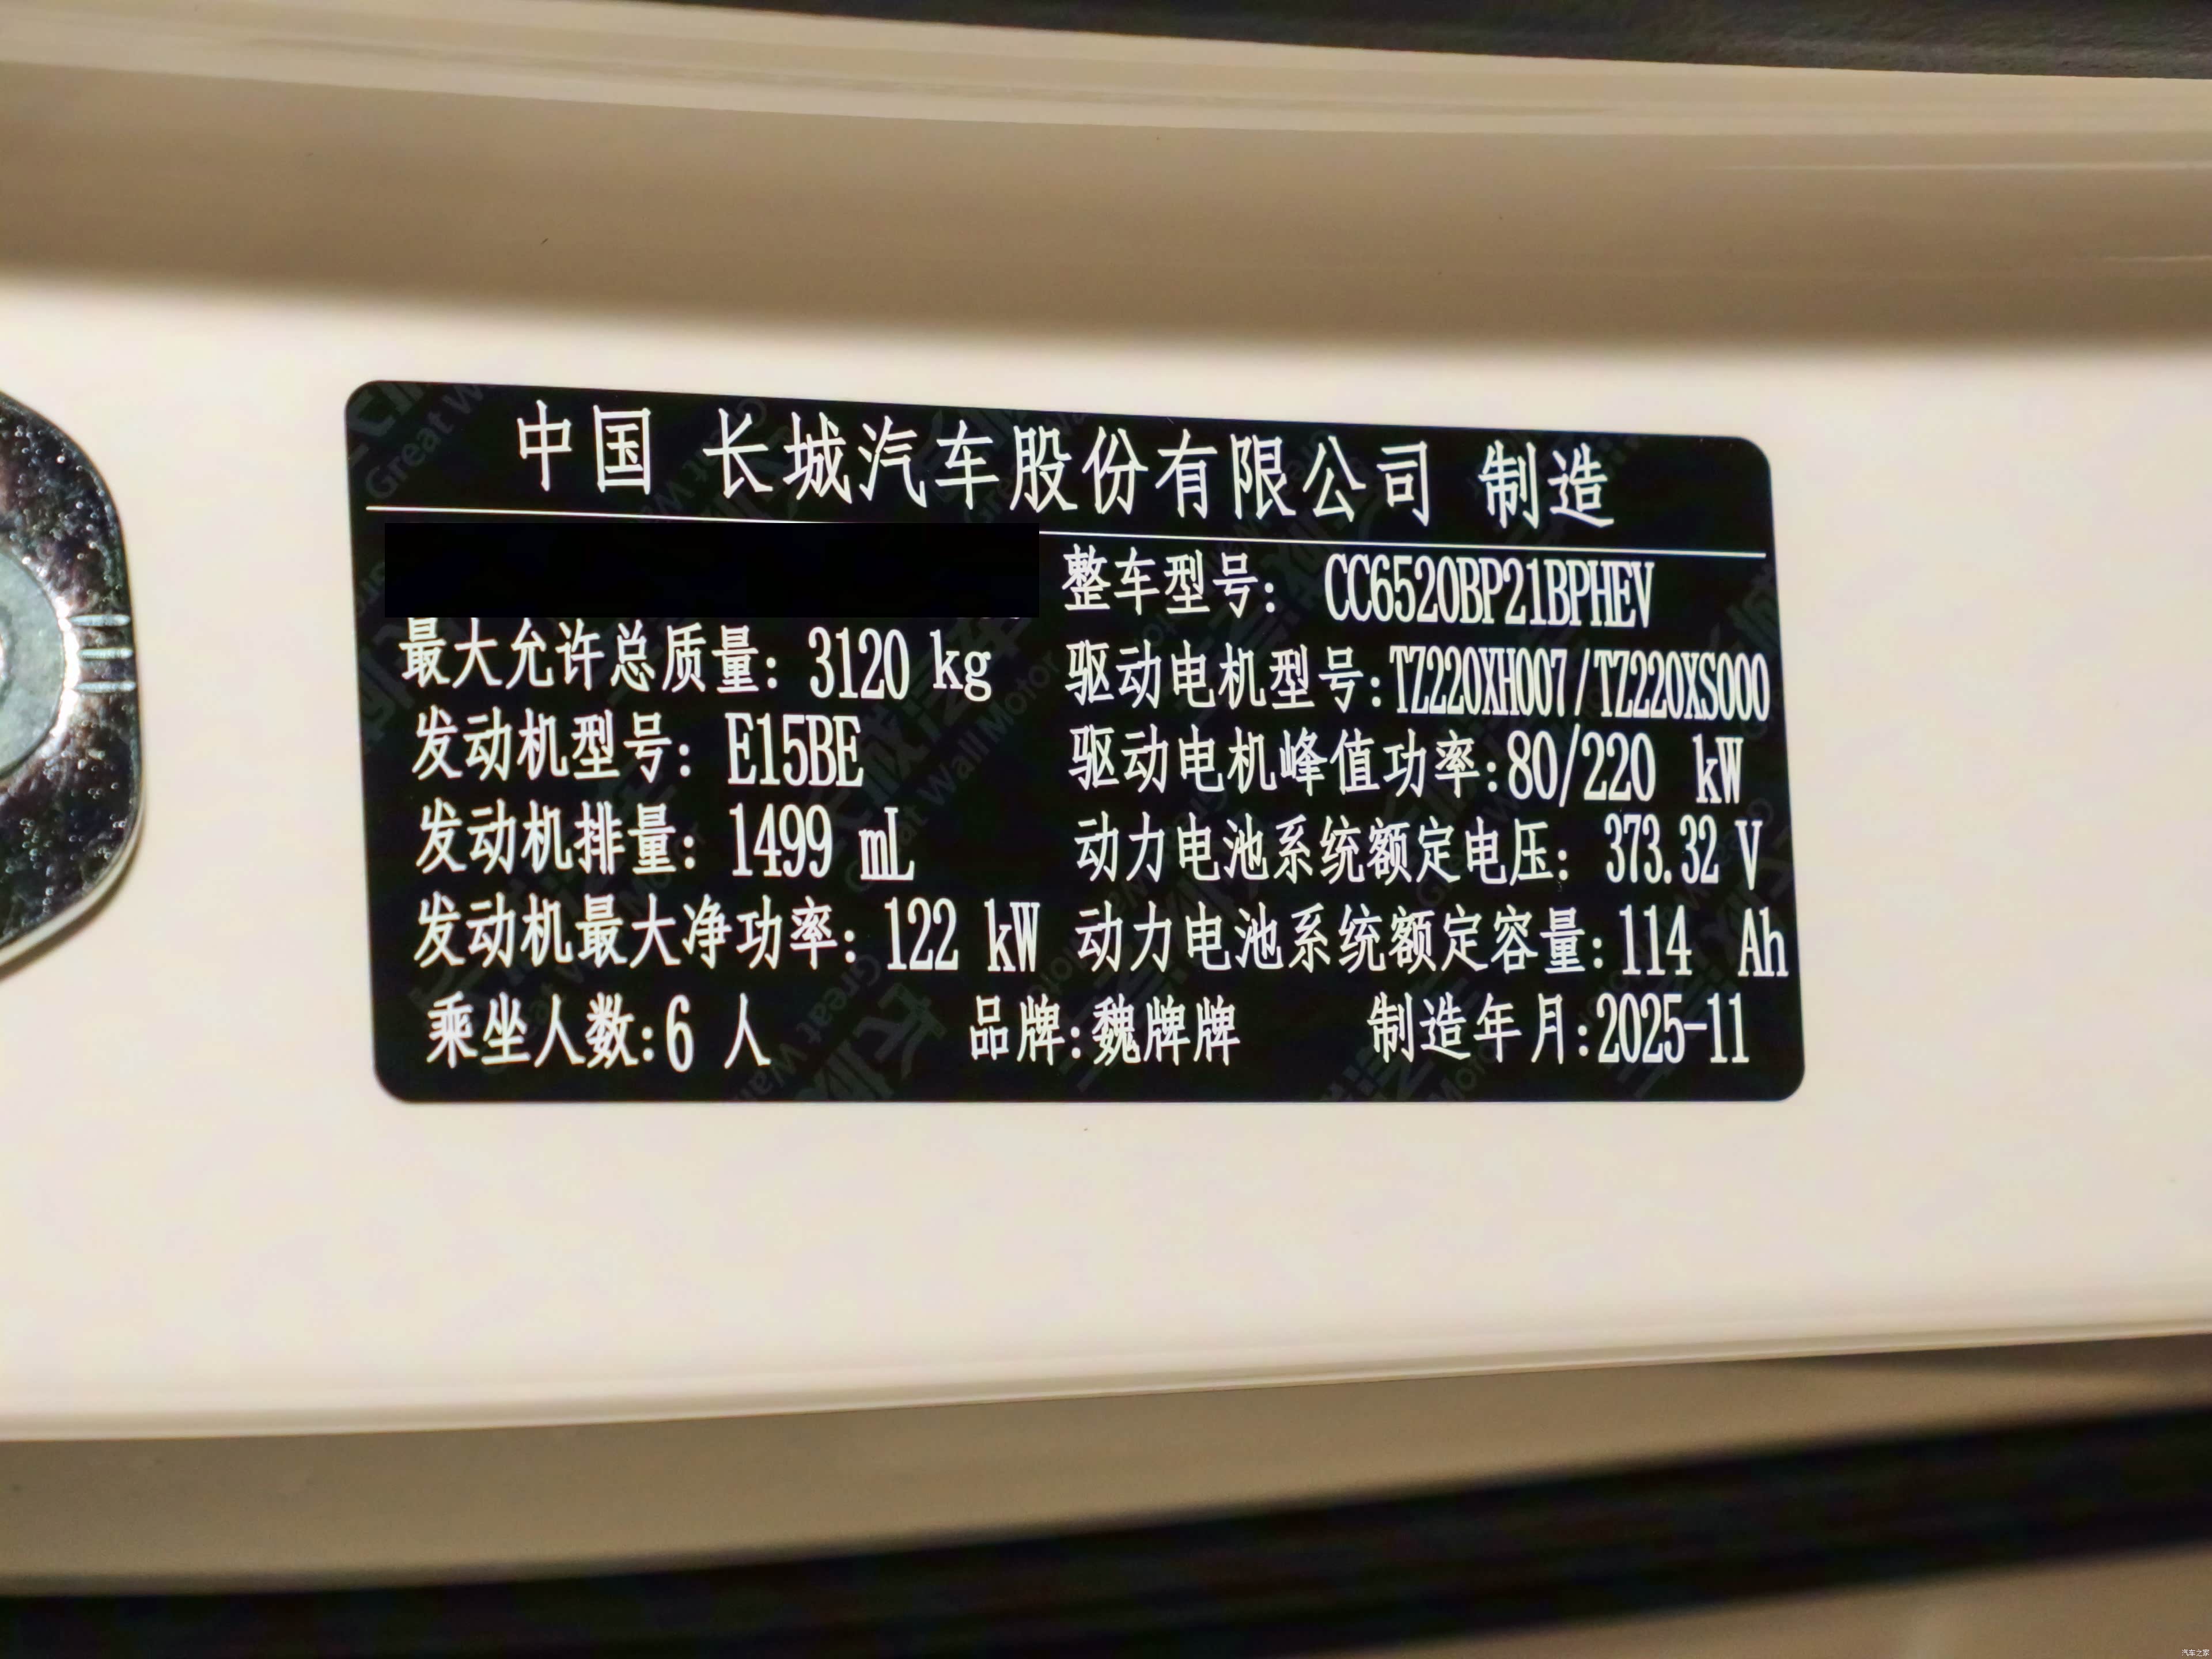 中国 长城汽车股份有限公司 制造
整车型号: CC6520BP21BPHEV
最大允许总质量: 3120 kg 驱动电机型号:TZ220XH007/TZ220XS000
发动机型号: E15BE 驱动电机峰值功率:80/220 kW
发动机排量: 1499 mL 动力电池系统额定电压: 373.32 V
发动机最大净功率: 122 kW 动力电池系统额定容量:114 Ah
乘坐人数:6 人 品牌:魏牌牌 制造年月:2025-11
汽车之家